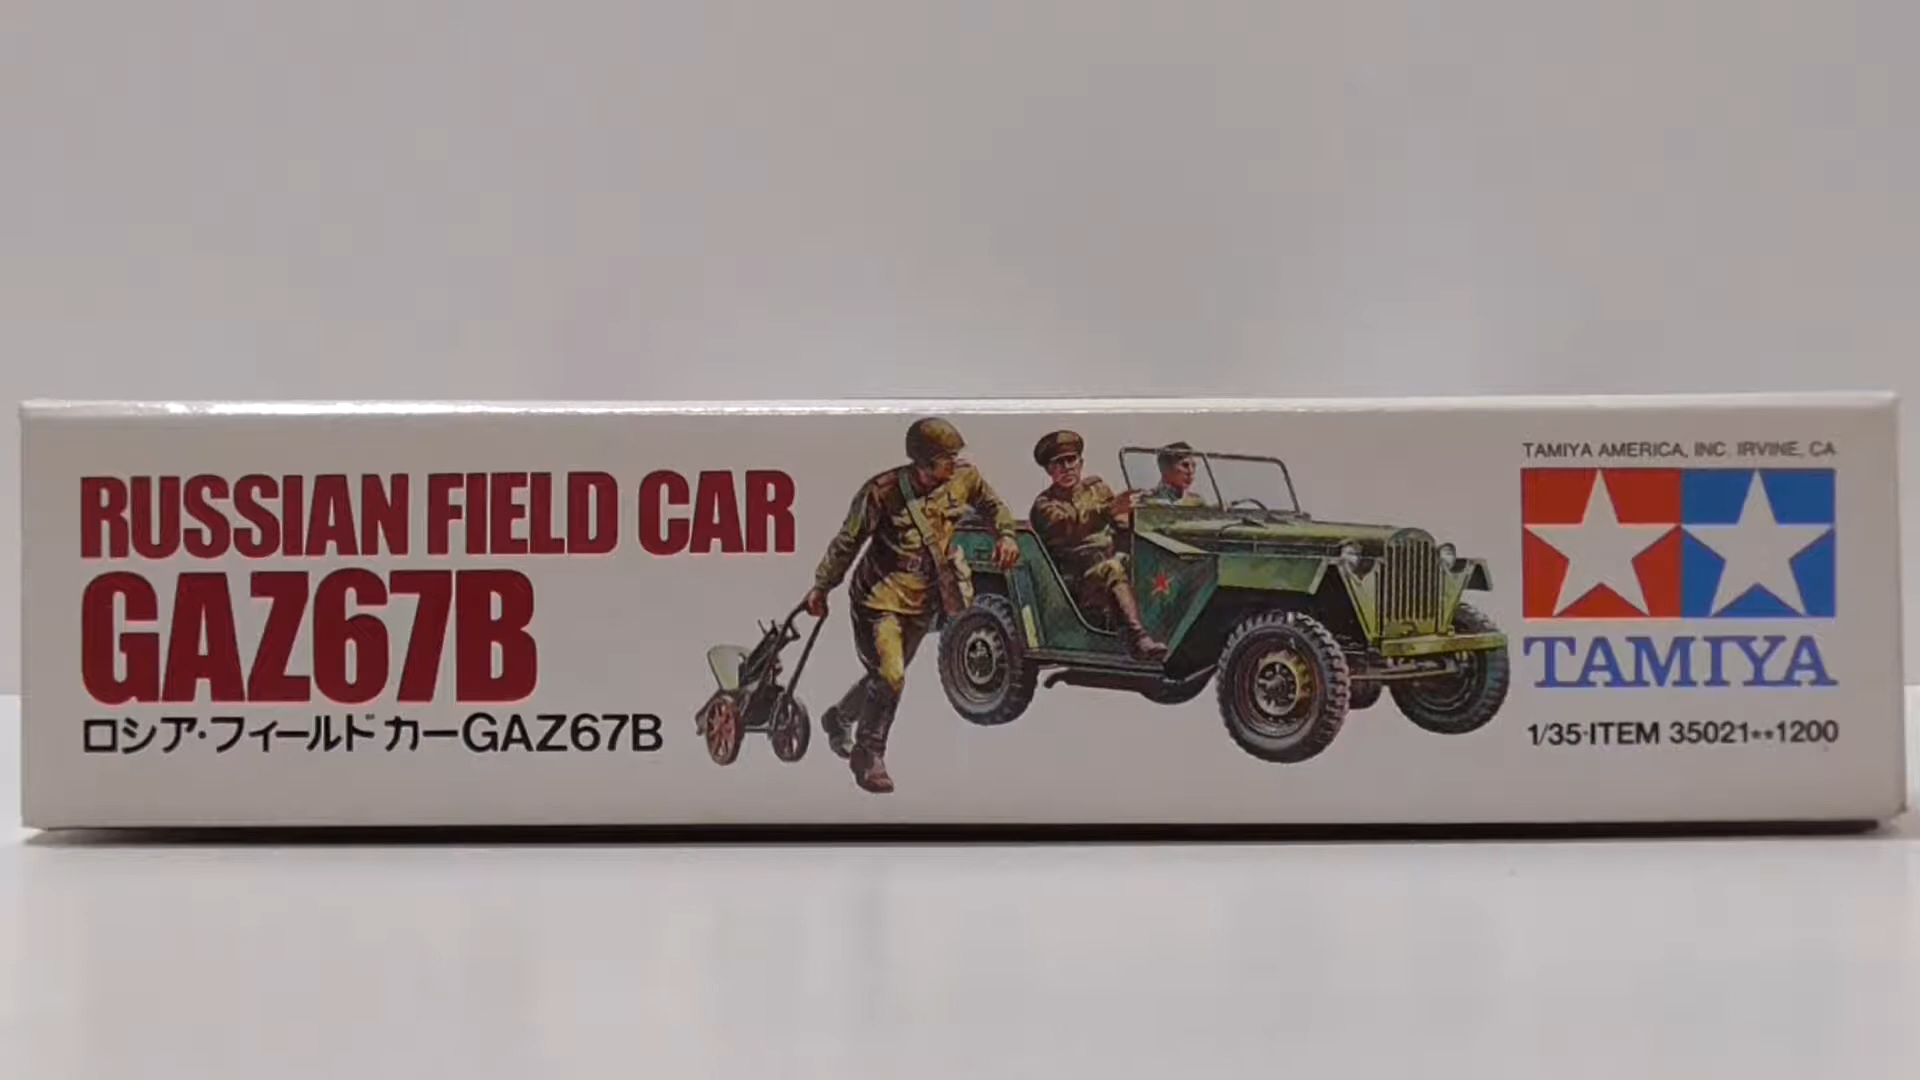 RUSSIAN FIELD CAR
GAZ67B
ロシア・フィールドカーGAZ67B
TAMIYA AMERICA, INC. IRVINE, CA
TAMIYA
1/35・ITEM 35021**1200